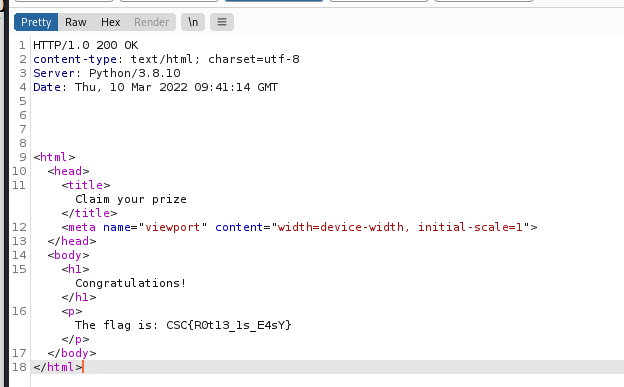 Pretty Raw Hex Render \n
1 HTTP/1.0 200 OK
2 content-type: text/html; charset=utf-8
3 Server: Python/3.8.10
4 Date: Thu, 10 Mar 2022 09:41:14 GMT
5
6
7
8
9 <html>
10 <head>
11 <title>
Claim your prize
</title>
12 <meta name="viewport" content="width=device-width, initial-scale=1">
13 </head>
14 <body>
15 <h1>
Congratulations!
</h1>
16 <p>
The flag is: CSC{R0t13_1s_E4sY}
</p>
17 </body>
18 </html>